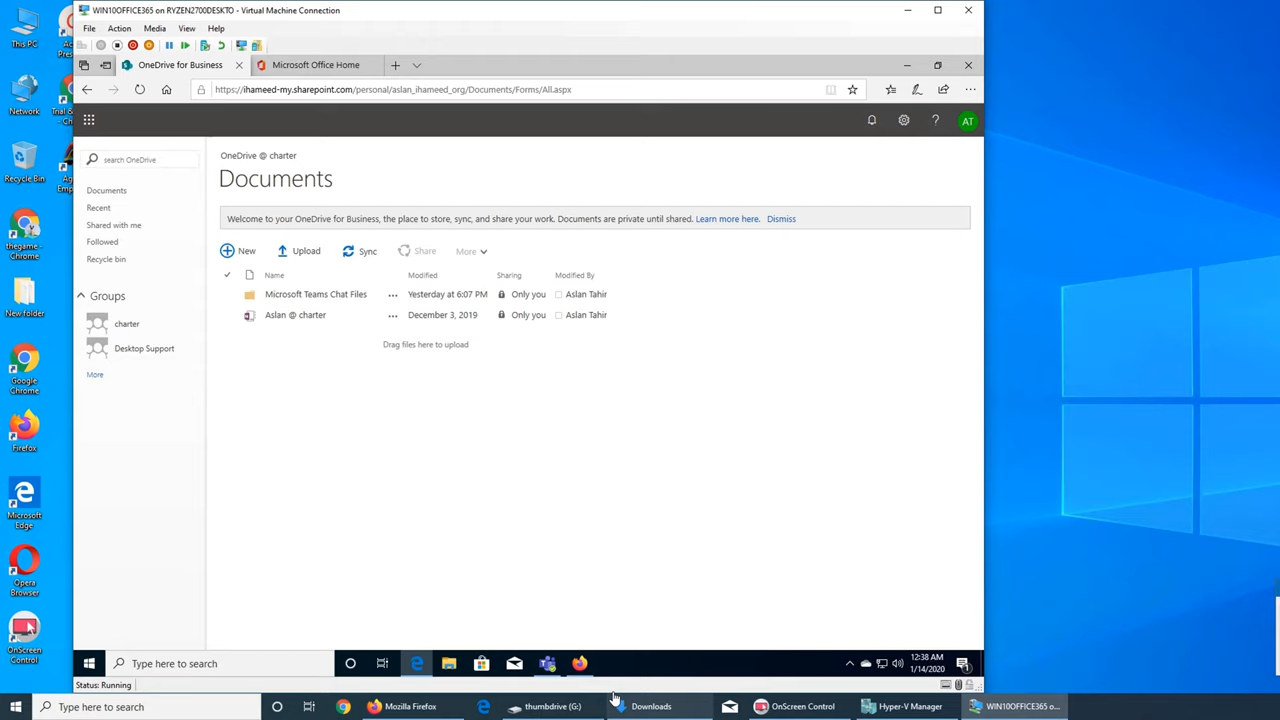 WIN10OFFICE365 on RYZEN2700DESKTO - Virtual Machine Connection
File Action Media View Help
OneDrive for Business
Microsoft Office Home
https://ihameed-my.sharepoint.com/personal/aslan_ihameed_org/Documents/Forms/All.aspx
AT
search OneDrive
Documents
Recent
Shared with me
Followed
Recycle bin
Groups
charter
Desktop Support
More
OneDrive @ charter
Documents
Welcome to your OneDrive for Business, the place to store, sync, and share your work. Documents are private until shared. Learn more here. Dismiss
New Upload Sync Share More
Name Modified Sharing Modified By
Microsoft Teams Chat Files ... Yesterday at 6:07 PM Only you Aslan Tahir
Aslan @ charter ... December 3, 2019 Only you Aslan Tahir
Drag files here to upload
This PC
Network
Recycle Bin
thegame - Chrome
New folder
Google Chrome
Firefox
Microsoft Edge
Opera Browser
OnScreen Control
Type here to search
12:38 AM
1/14/2020
Status: Running
Type here to search
Mozilla Firefox
thumbdrive (G:)
Downloads
OnScreen Control
Hyper-V Manager
WIN10OFFICE365 o...